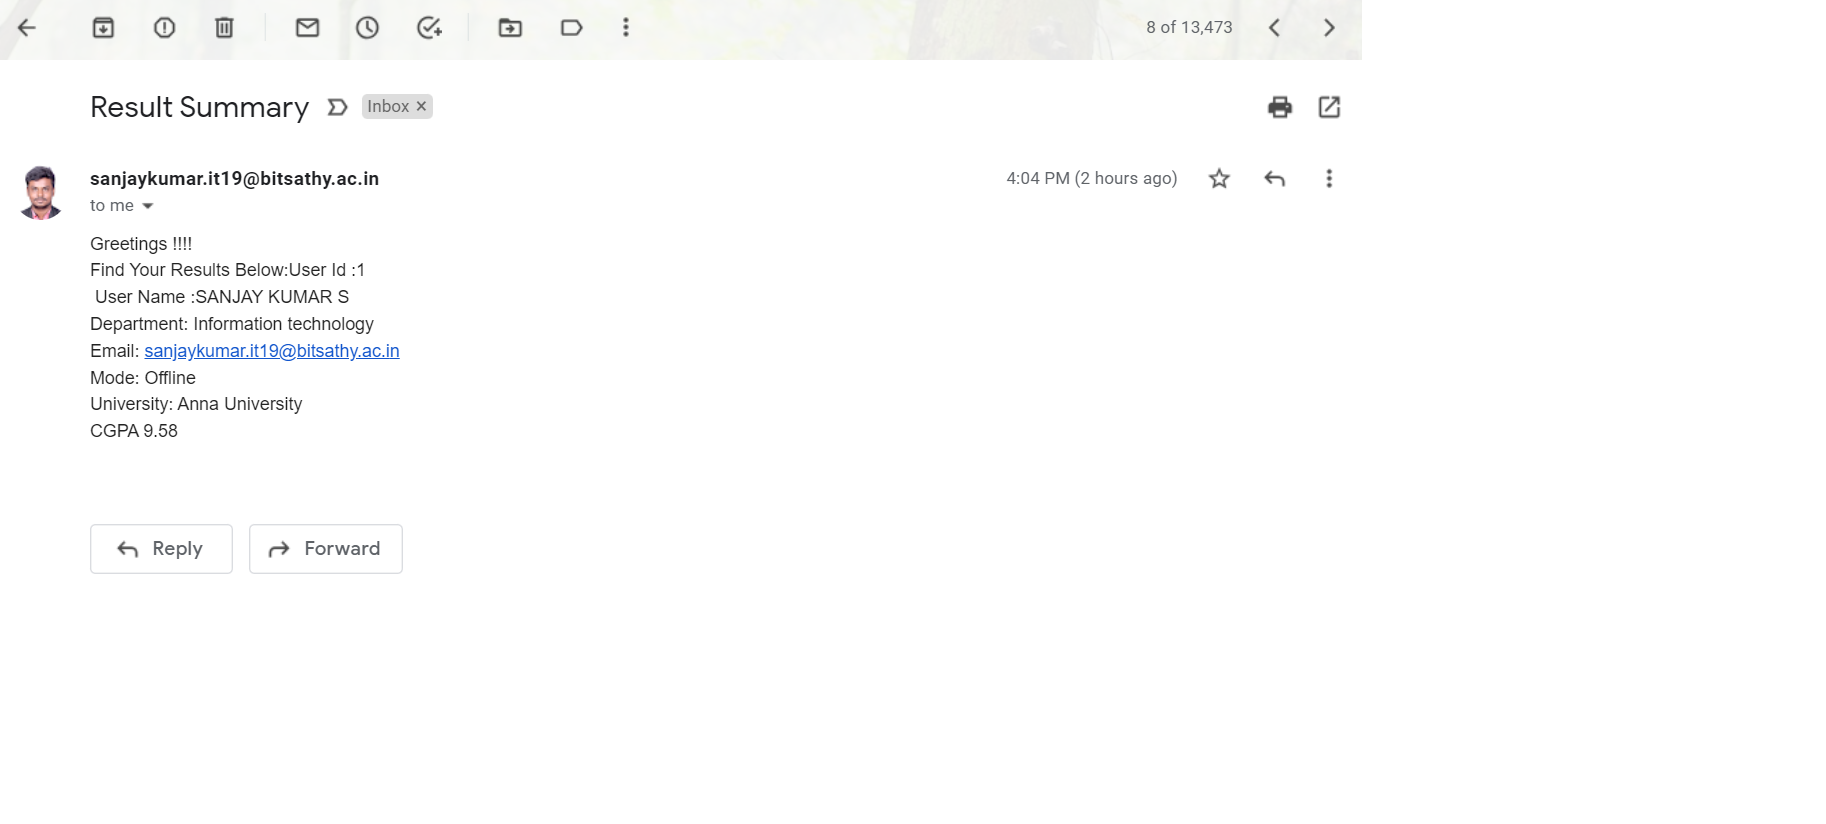 8 of 13,473
Result Summary
Inbox ×
sanjaykumar.it19@bitsathy.ac.in
4:04 PM (2 hours ago)
to me
Greetings !!!!
Find Your Results Below:User Id :1
User Name :SANJAY KUMAR S
Department: Information technology
Email: sanjaykumar.it19@bitsathy.ac.in
Mode: Offline
University: Anna University
CGPA 9.58
Reply
Forward